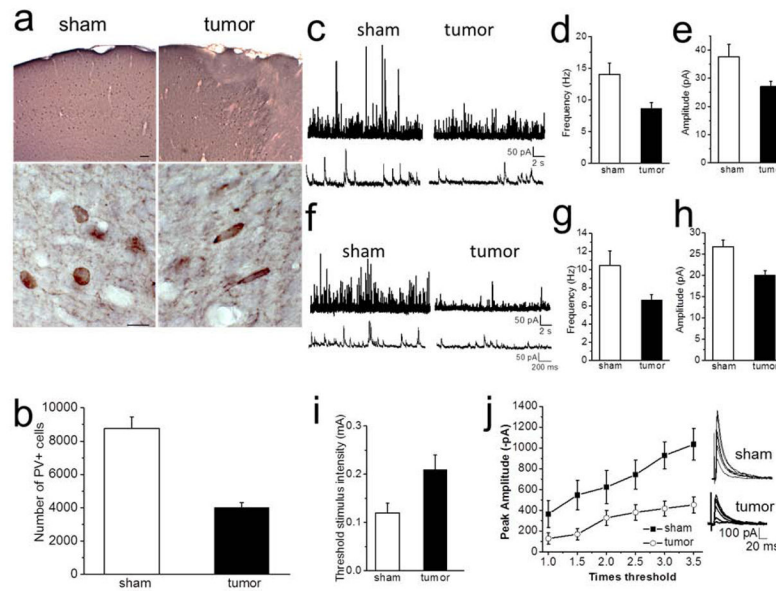 a
sham
tumor
b
Number of PV+ cells
10000
8000
6000
4000
2000
0
sham
tumor
c
sham
tumor
50 pA
2 s
d
Frequency (Hz)
20
15
10
5
0
sham
tumor
e
Amplitude (pA)
40
30
20
10
0
sham
tumor
f
sham
tumor
50 pA
2 s
50 pA
200 ms
g
Frequency (Hz)
14
12
10
8
6
4
2
0
sham
tumor
h
Amplitude (pA)
30
25
20
15
10
5
0
sham
tumor
i
Threshold stimulus intensity (mA)
0.3
0.2
0.1
0.0
sham
tumor
j
Peak Amplitude (-pA)
1400
1200
1000
800
600
400
200
0
1.0
1.5
2.0
2.5
3.0
3.5
Times threshold
sham
tumor
sham
tumor
100 pA
20 ms